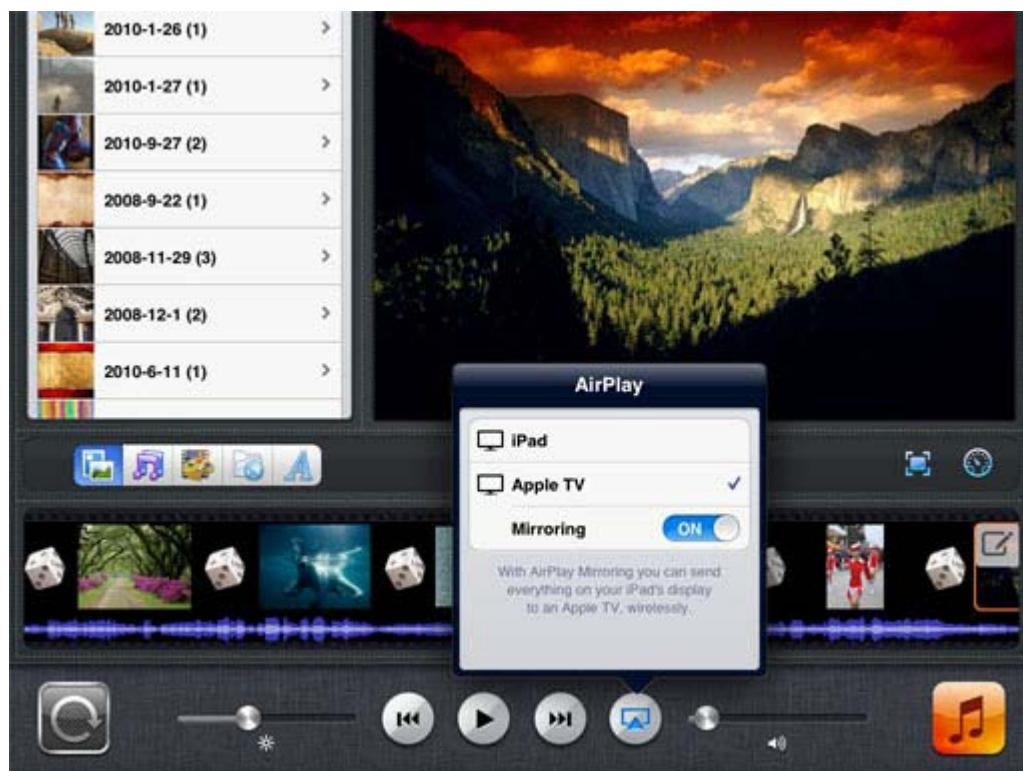 2010-1-26 (1)
2010-1-27 (1)
2010-9-27 (2)
2008-9-22 (1)
2008-11-29 (3)
2008-12-1 (2)
2010-6-11 (1)
AirPlay
iPad
Apple TV
Mirroring ON
With AirPlay Mirroring you can send
everything on your iPad's display
to an Apple TV, wirelessly.
A